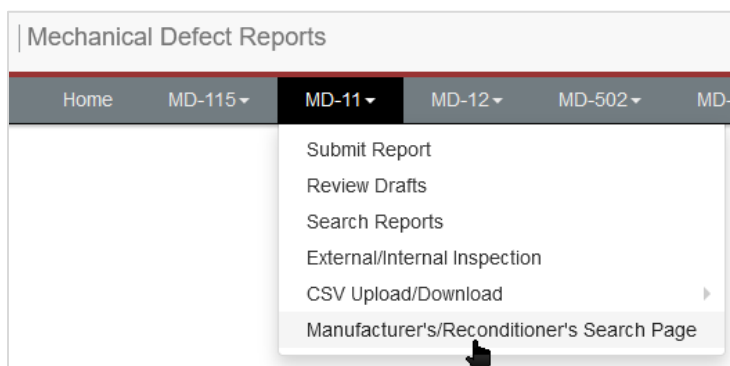 Mechanical Defect Reports
Home MD-115 MD-11 MD-12 MD-502 MD-
Submit Report
Review Drafts
Search Reports
External/Internal Inspection
CSV Upload/Download
Manufacturer's/Reconditioner's Search Page